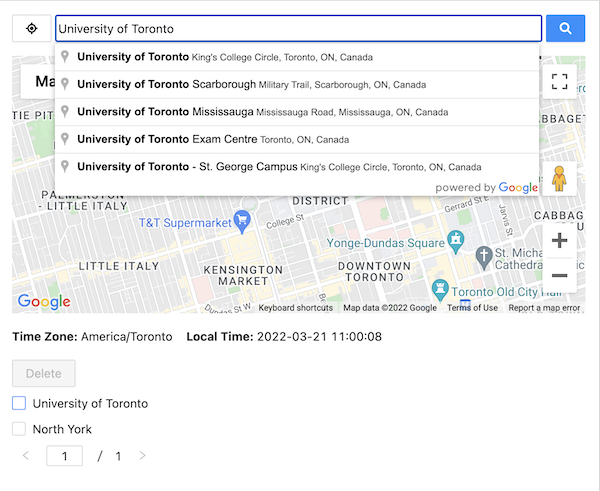 University of Toronto
University of Toronto King's College Circle, Toronto, ON, Canada
University of Toronto Scarborough Military Trail, Scarborough, ON, Canada
University of Toronto Mississauga Mississauga Road, Mississauga, ON, Canada
University of Toronto Exam Centre Toronto, ON, Canada
University of Toronto - St. George Campus King's College Circle, Toronto, ON, Canada
powered by Google
Ma
TIE PIT
BBAGET
PALMERSTON
- LITTLE ITALY
DISTRICT
Gerrard St E
Jarvis St
CABBAG
T&T Supermarket
College St
Yonge-Dundas Square
St. Micha
Cathedral
LITTLE ITALY
KENSINGTON
MARKET
DOWNTOWN
TORONTO
Toronto Old City Hall
Dundas St W
Google
Keyboard shortcuts
Map data ©2022 Google
Terms of Use
Report a map error
Time Zone: America/Toronto Local Time: 2022-03-21 11:00:08
Delete
University of Toronto
North York
< 1 / 1 >